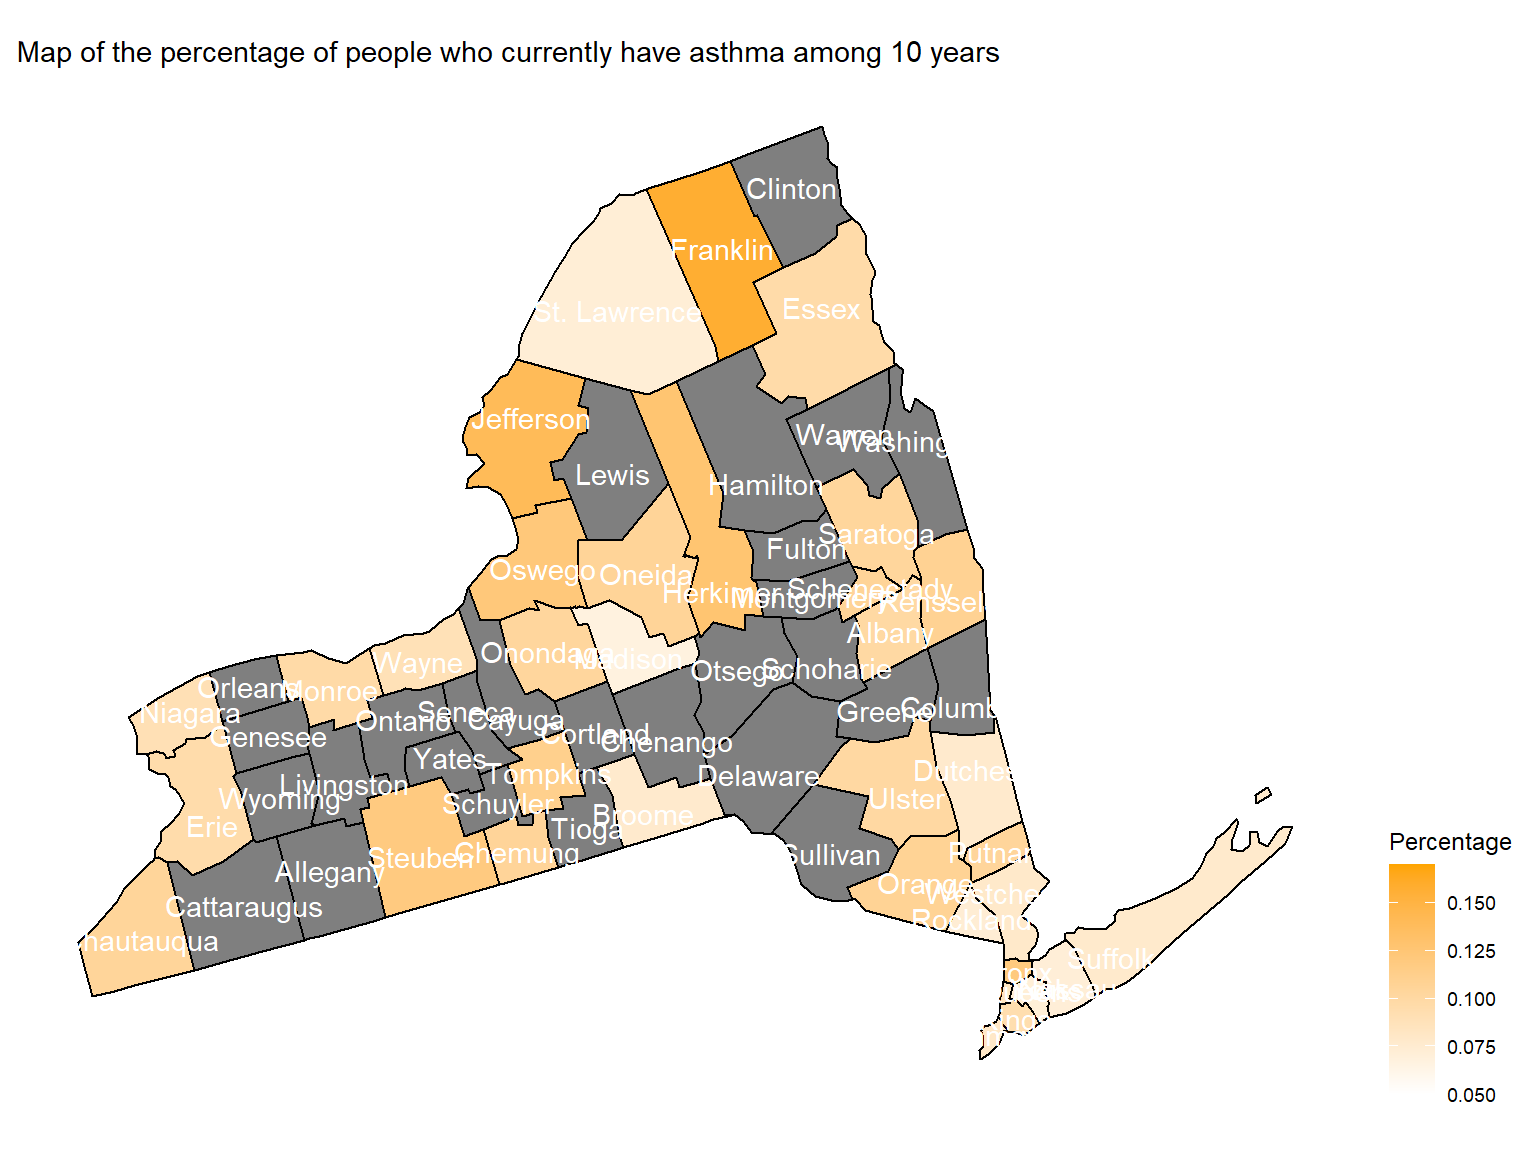 Map of the percentage of people who currently have asthma among 10 years
Clinton
Franklin
Essex
St. Lawrence
Jefferson
Warren
Washing
Lewis
Hamilton
Saratoga
Fulton
Oswego
Oneida
Herkimer
Montgomery
Schenectady
Renssel
Albany
Onondaga
Madison
Wayne
Otsego
Schoharie
Orleans
Monroe
Niagara
Seneca
Cayuga
Ontario
Greene
Columb
Genesee
Cortland
Chenango
Yates
Tompkins
Delaware
Dutches
Livingston
Wyoming
Schuyler
Ulster
Broome
Erie
Tioga
Percentage
Steuben
Chemung
Sullivan
Putnam
Allegany
Orange
Westche
0.150
Cattaraugus
Rockland
hautauqua
0.125
Suffolk
ronx
0.100
0.075
0.050